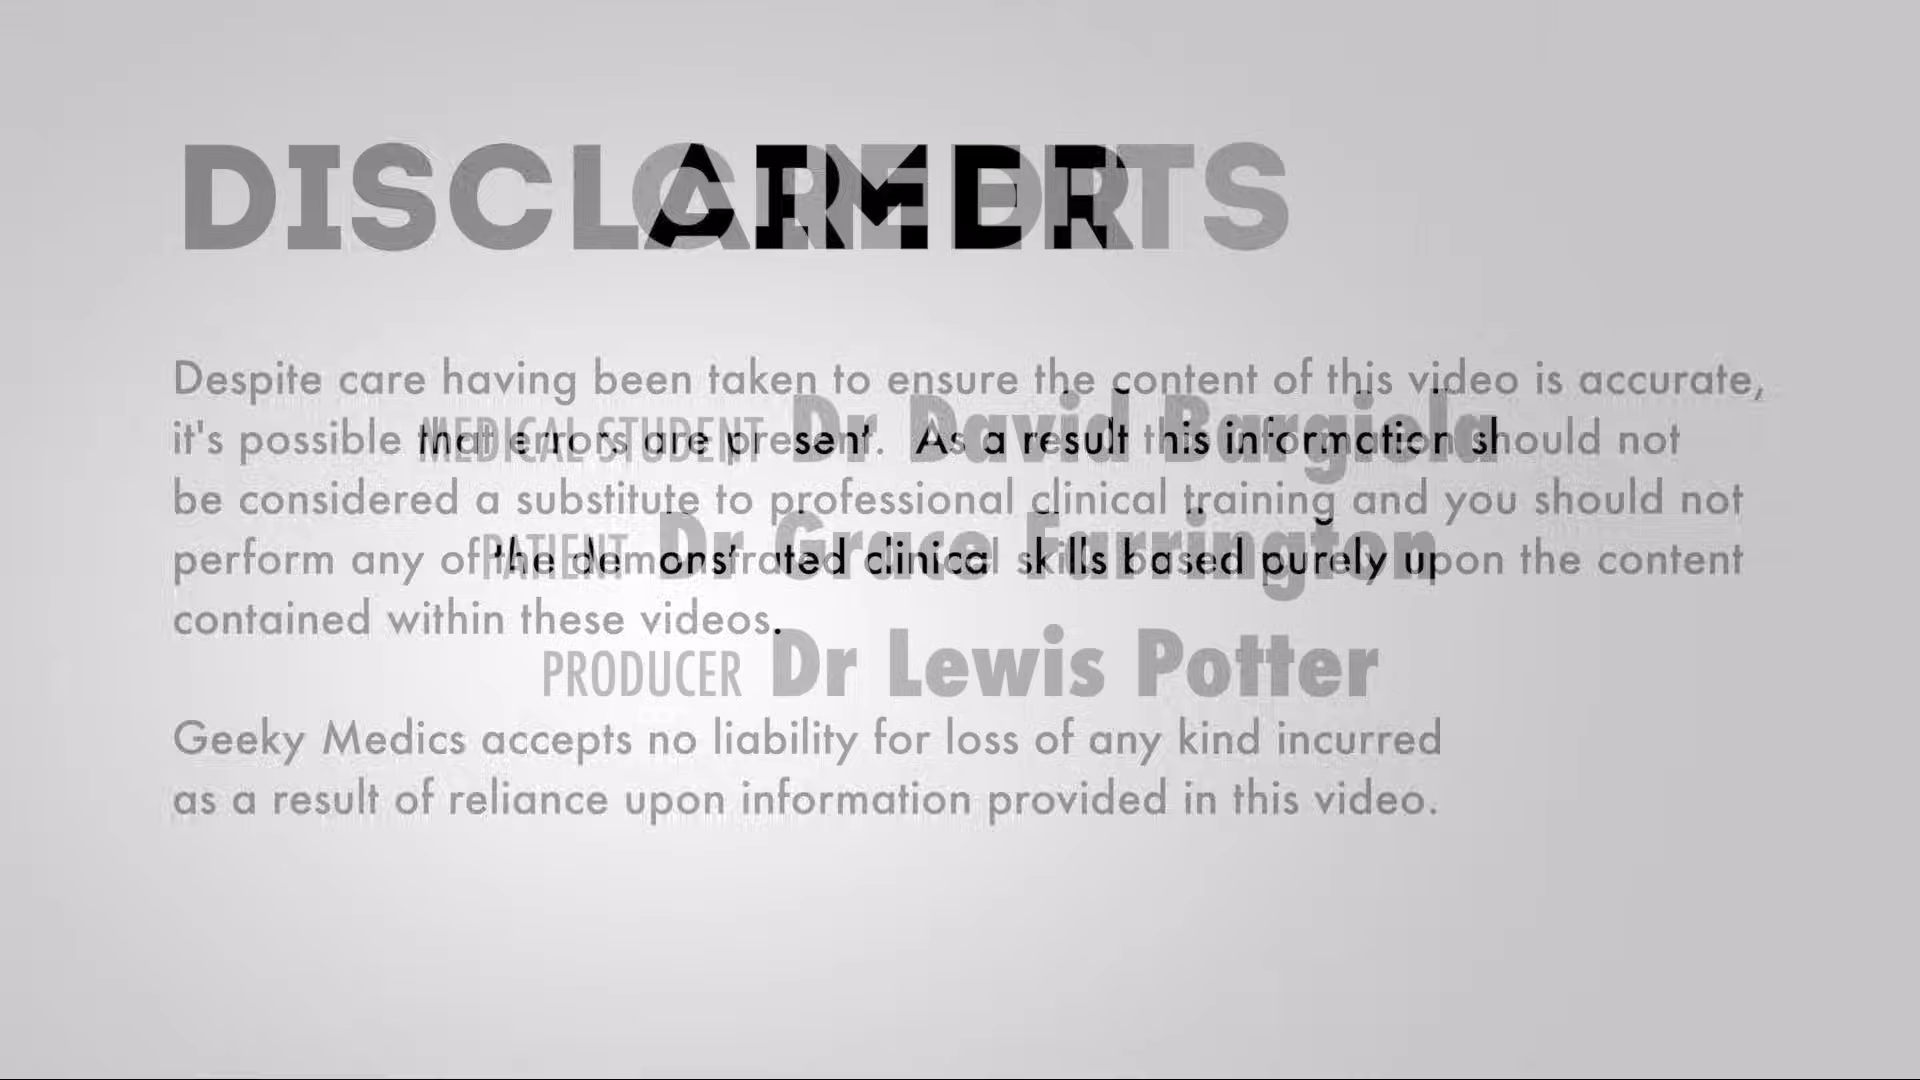 DISCLAIMER
CREDITS
Despite care having been taken to ensure the content of this video is accurate,
it's possible that errors are present. As a result this information should not
be considered a substitute to professional clinical training and you should not
perform any of the demonstrated clinical skills based purely upon the content
contained within these videos.
Geeky Medics accepts no liability for loss of any kind incurred
as a result of reliance upon information provided in this video.
MEDICAL STUDENT Dr David Bargiela
PATIENT Dr Grace Farrington
PRODUCER Dr Lewis Potter